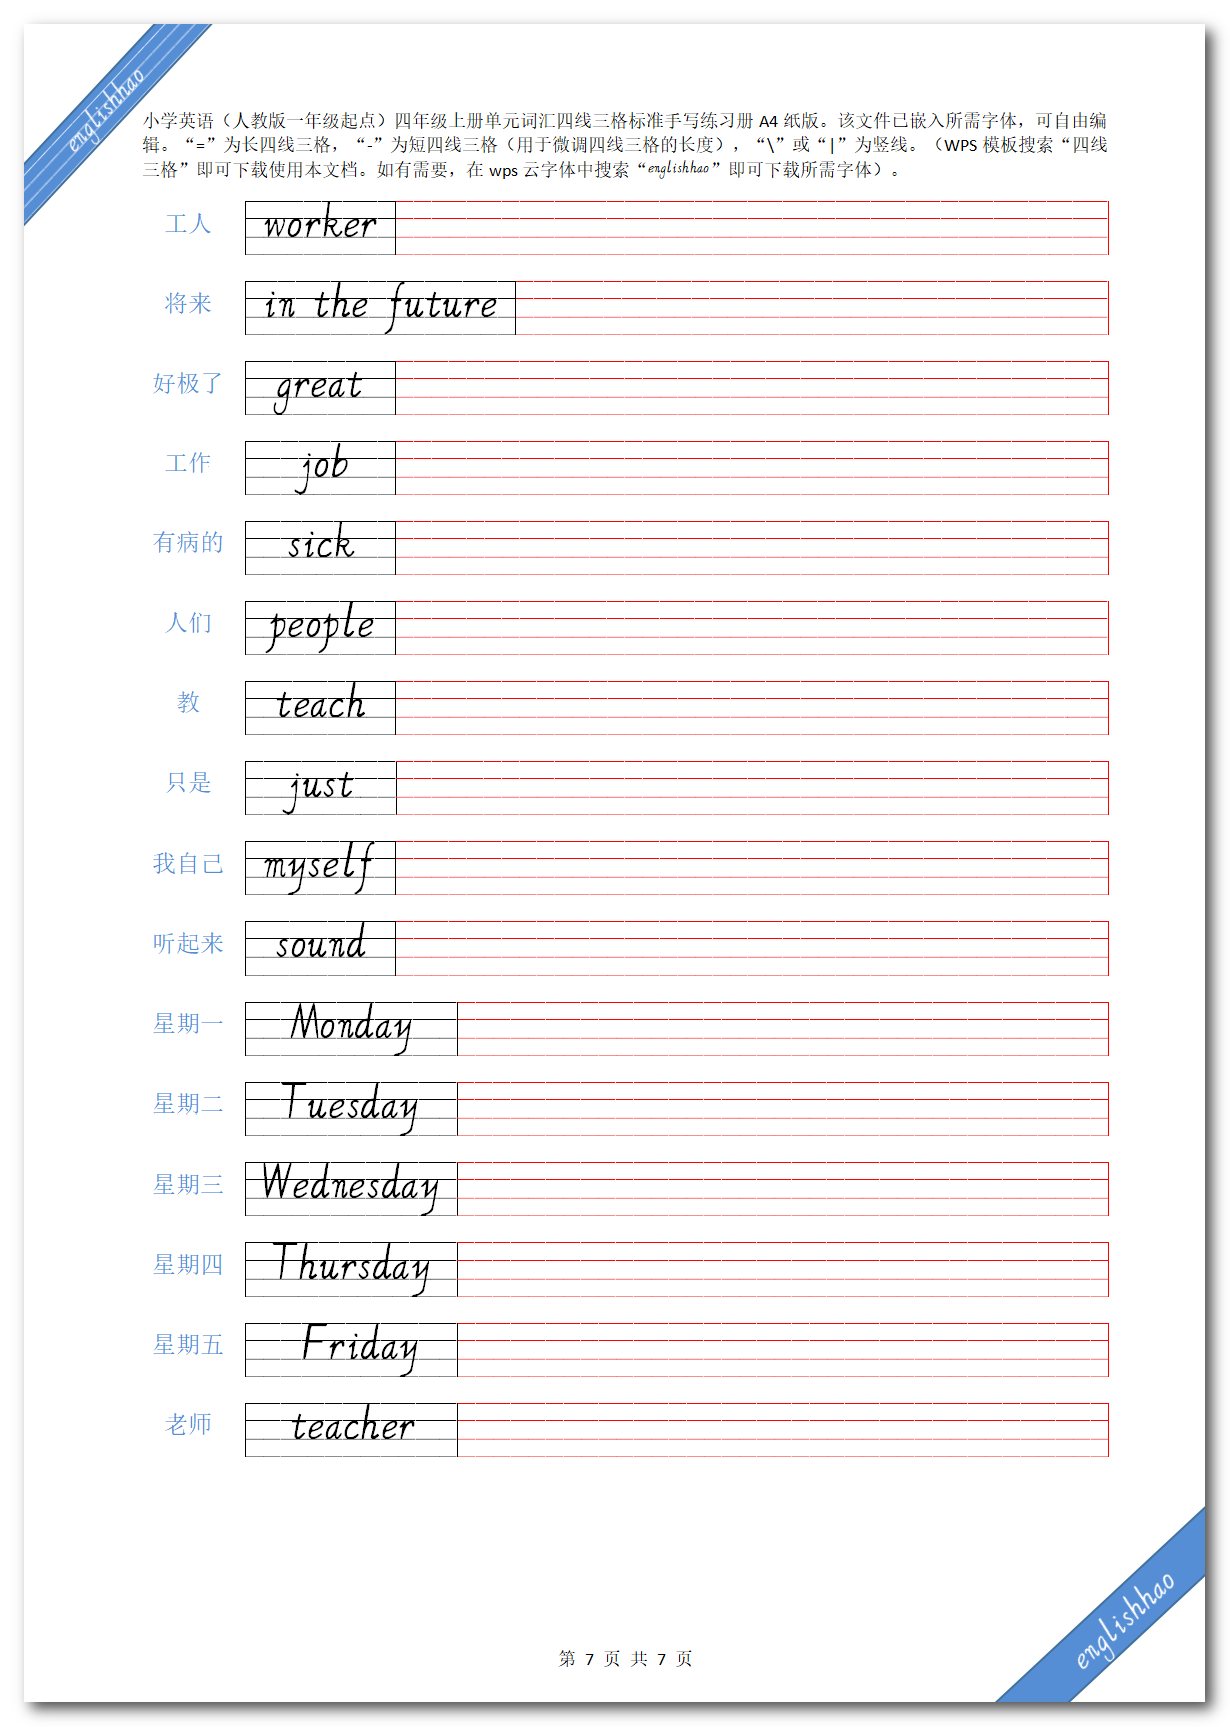 englishhao
小学英语（人教版一年级起点）四年级上册单元词汇四线三格标准手写练习册 A4 纸版。该文件已嵌入所需字体，可自由编
辑。“=”为长四线三格，“-”为短四线三格（用于微调四线三格的长度），“\”或“|”为竖线。（WPS 模板搜索“四线
三格”即可下载使用本文档。如有需要，在 wps 云字体中搜索“englishhao”即可下载所需字体）。
工人 worker
将来 in the future
好极了 great
工作 job
有病的 sick
人们 people
教 teach
只是 just
我自己 myself
听起来 sound
星期一 Monday
星期二 Tuesday
星期三 Wednesday
星期四 Thursday
星期五 Friday
老师 teacher
englishhao
第 7 页 共 7 页